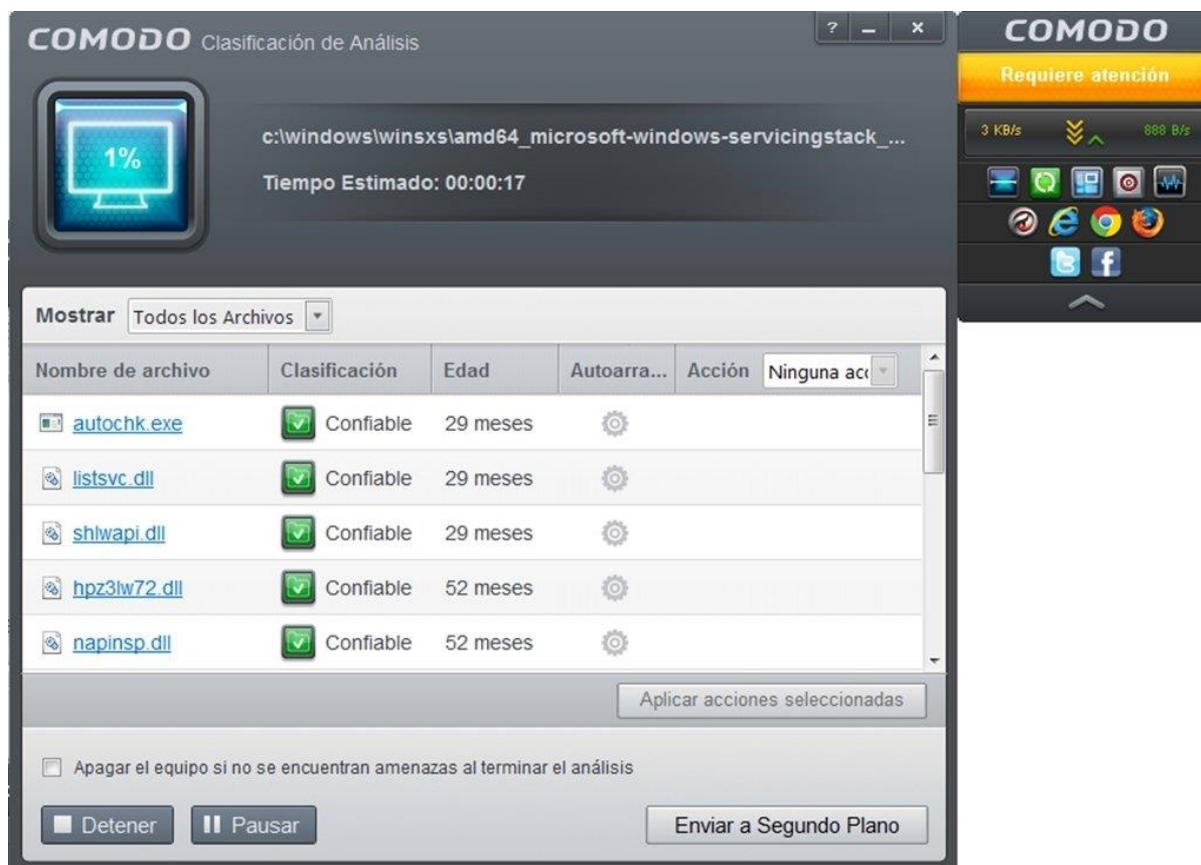 COMODO Clasificación de Análisis
? – x
1%
c:\windows\winsxs\amd64_microsoft-windows-servicingstack_...
Tiempo Estimado: 00:00:17
Mostrar Todos los Archivos
Nombre de archivo Clasificación Edad Autoarra... Acción Ninguna acc
autochk.exe Confiable 29 meses
listsvc.dll Confiable 29 meses
shlwapi.dll Confiable 29 meses
hpz3lw72.dll Confiable 52 meses
napinsp.dll Confiable 52 meses
Aplicar acciones seleccionadas
Apagar el equipo si no se encuentran amenazas al terminar el análisis
Detener Pausar Enviar a Segundo Plano
COMODO
Requiere atención
3 KB/s 888 B/s